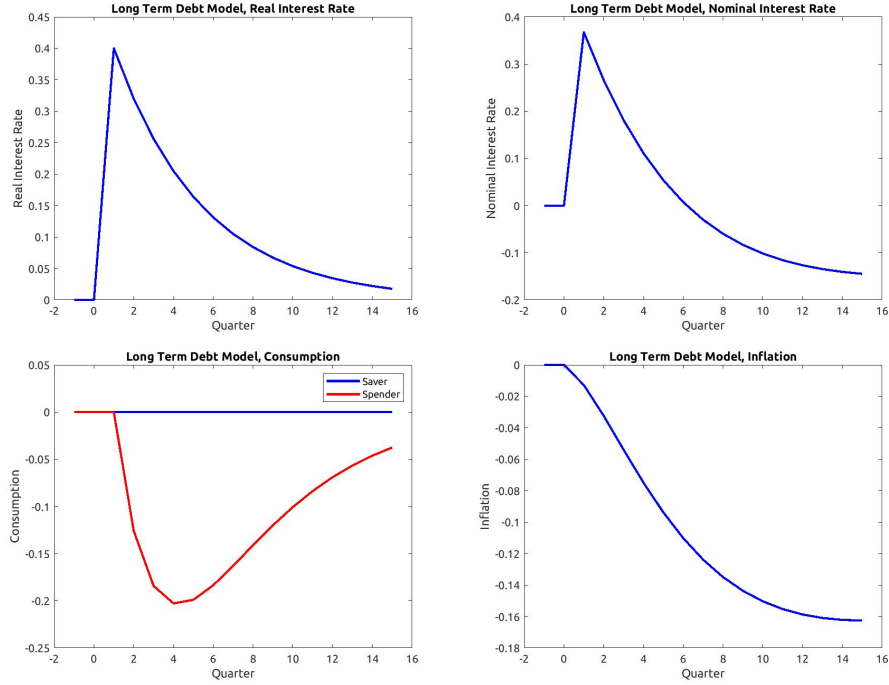 Long Term Debt Model, Real Interest Rate
0.45
0.4
0.35
0.3
0.25
0.2
0.15
0.1
0.05
0
-2 0 2 4 6 8 10 12 14 16
Real Interest Rate
Quarter
Long Term Debt Model, Nominal Interest Rate
0.4
0.3
0.2
0.1
0
-0.1
-0.2
-2 0 2 4 6 8 10 12 14 16
Nominal Interest Rate
Quarter
Long Term Debt Model, Consumption
0.05
0
-0.05
-0.1
-0.15
-0.2
-0.25
-2 0 2 4 6 8 10 12 14 16
Consumption
Quarter
Saver
Spender
Long Term Debt Model, Inflation
0
-0.02
-0.04
-0.06
-0.08
-0.1
-0.12
-0.14
-0.16
-0.18
-2 0 2 4 6 8 10 12 14 16
Inflation
Quarter